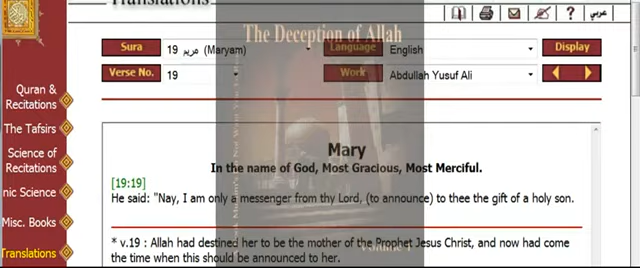 Translations
عربي
?
Sura
19 مريم (Maryam)
Language
English
Display
Verse No.
19
Work
Abdullah Yusuf Ali
The Deception of Allah
Quran &
Recitations
The Tafsirs
Science of
Recitations
nic Science
Misc. Books
Translations
Mary
In the name of God, Most Gracious, Most Merciful.
[19:19]
He said: "Nay, I am only a messenger from thy Lord, (to announce) to thee the gift of a holy son.
* v.19 : Allah had destined her to be the mother of the Prophet Jesus Christ, and now had come
the time when this should be announced to her.